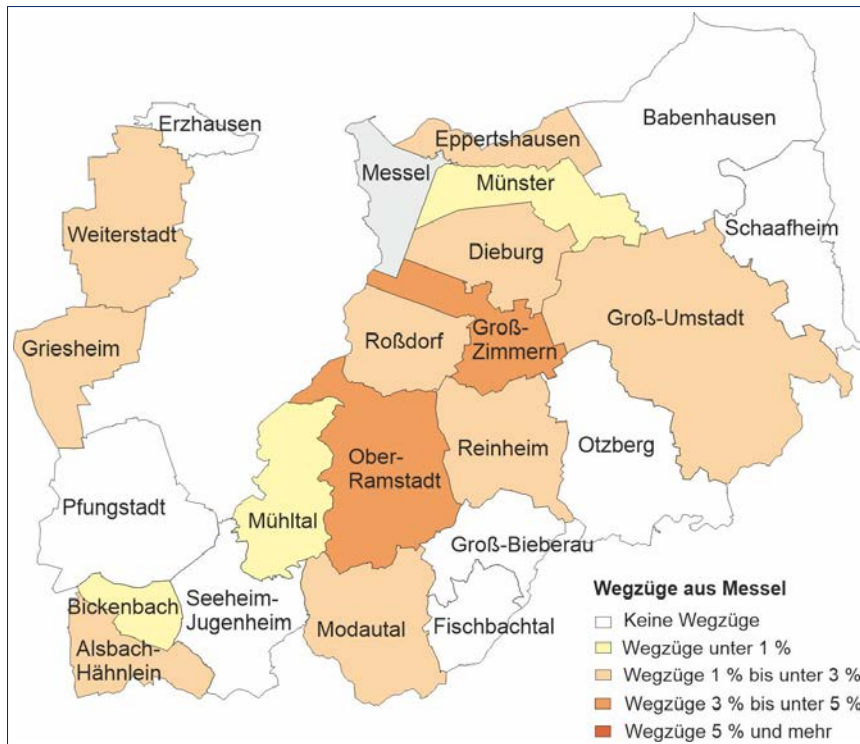 Erzhausen
Babenhausen
Eppertshausen
Messel
Münster
Schaafheim
Weiterstadt
Dieburg
Groß-Umstadt
Griesheim
Roßdorf
Groß-
Zimmern
Reinheim
Otzberg
Ober-
Ramstadt
Pfungstadt
Mühltal
Groß-Bieberau
Bickenbach
Seeheim-
Jugenheim
Modautal
Fischbachtal
Alsbach-
Hähnlein
Wegzüge aus Messel
Keine Wegzüge
Wegzüge unter 1 %
Wegzüge 1 % bis unter 3 %
Wegzüge 3 % bis unter 5 %
Wegzüge 5 % und mehr